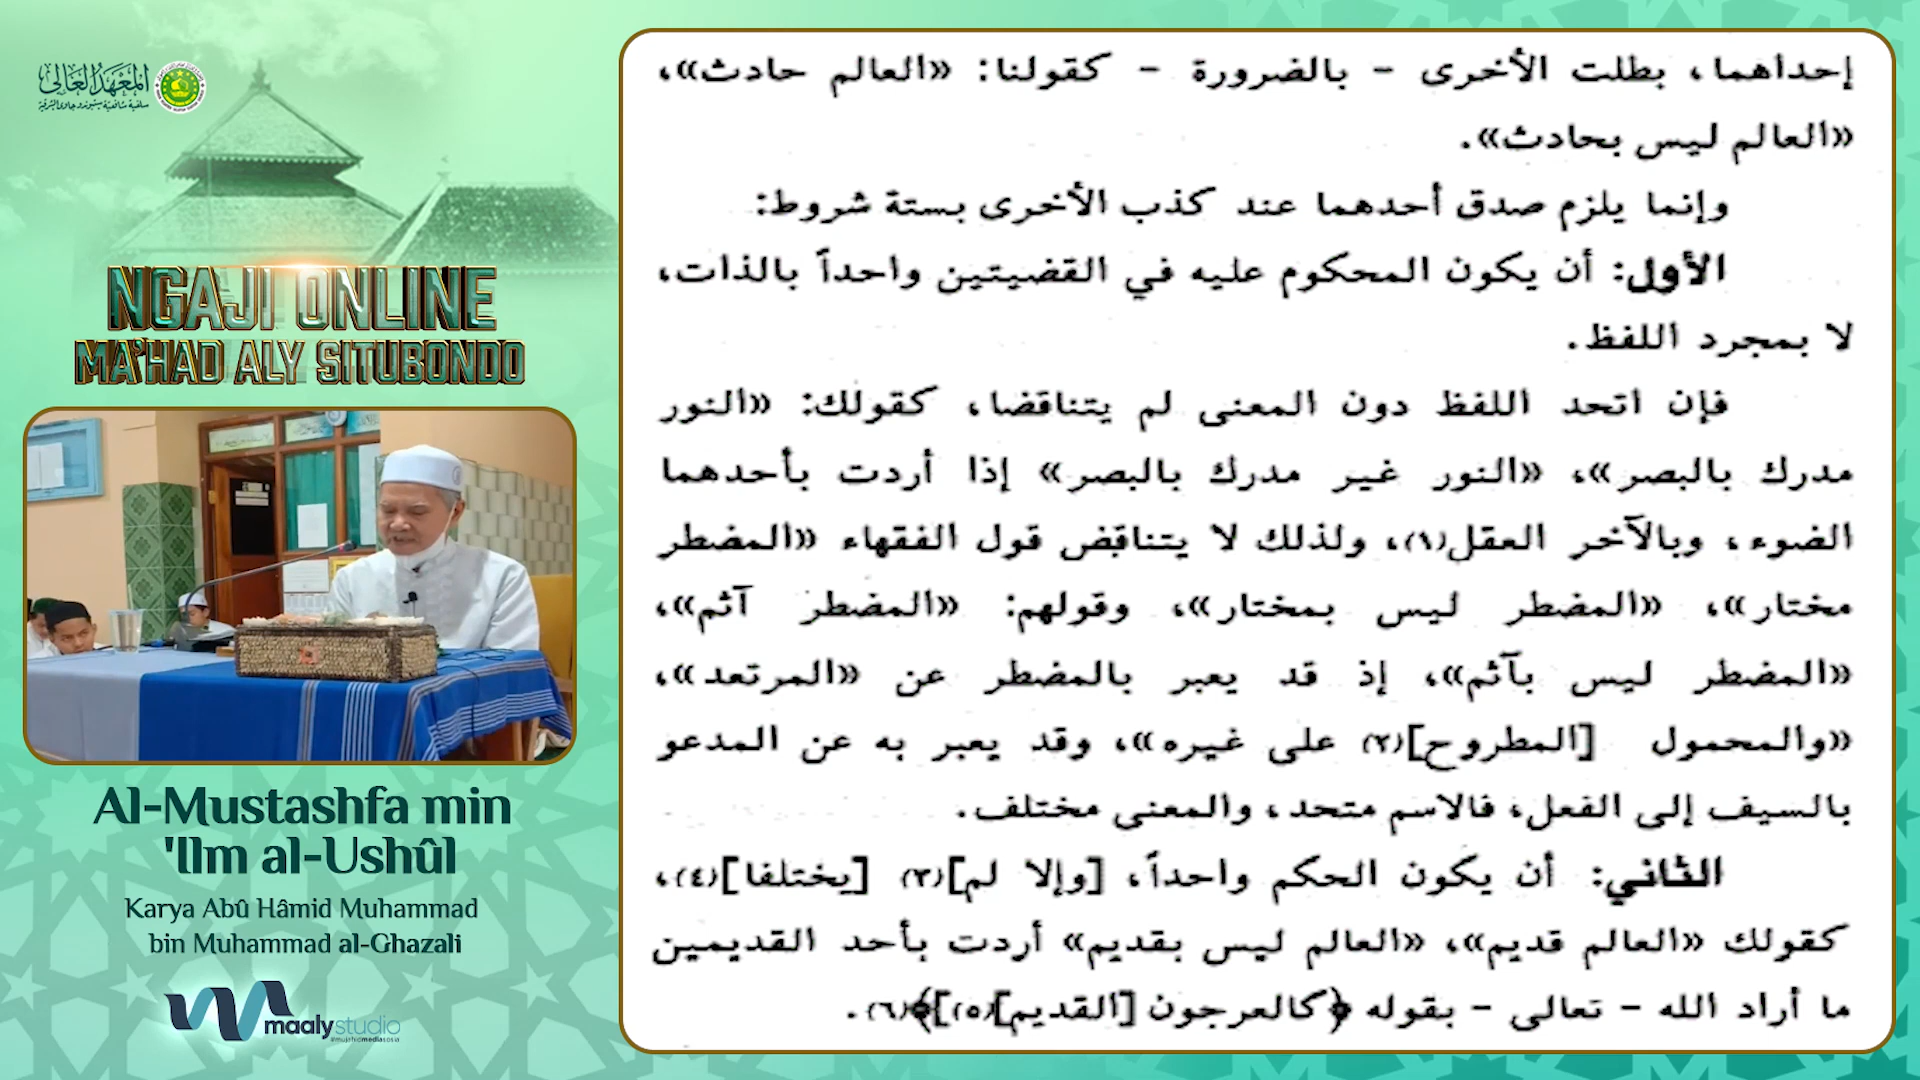 المعهد العالى
NGAJI ONLINE
MA'HAD ALY SITUBONDO
Al-Mustashfa min
'Ilm al-Ushûl
Karya Abû Hâmid Muhammad
bin Muhammad al-Ghazali
maalystudio
إحداهما، بطلت الأخرى - بالضرورة - كقولنا: «العالم حادث»،
«العالم ليس بحادث».
وإنما يلزم صدق أحدهما عند كذب الأخرى بستة شروط:
الأول: أن يكون المحكوم عليه في القضيتين واحداً بالذات،
لا بمجرد اللفظ.
فإن اتحد اللفظ دون المعنى لم يتناقضا، كقولك: «النور
مدرك بالبصر»، «النور غير مدرك بالبصر» إذا أردت بأحدهما
الضوء، وبالآخر العقل(١)، ولذلك لا يتناقض قول الفقهاء «المضطر
مختار»، «المضطر ليس بمختار»، وقولهم: «المضطر آثم»،
«المضطر ليس بآثم»، إذ قد يعبر بالمضطر عن «المرتعد»،
«والمحمول [المطروح](٢) على غيره»، وقد يعبر به عن المدعو
بالسيف إلى الفعل، فالاسم متحد، والمعنى مختلف.
الثاني: أن يكون الحكم واحداً، [وإلا لم](٣) [يختلفا](٤)،
كقولك «العالم قديم»، «العالم ليس بقديم» أردت بأحد القديمين
ما أراد الله - تعالى - بقوله ﴿كالعرجون [القديم](٥)]﴾(٦).